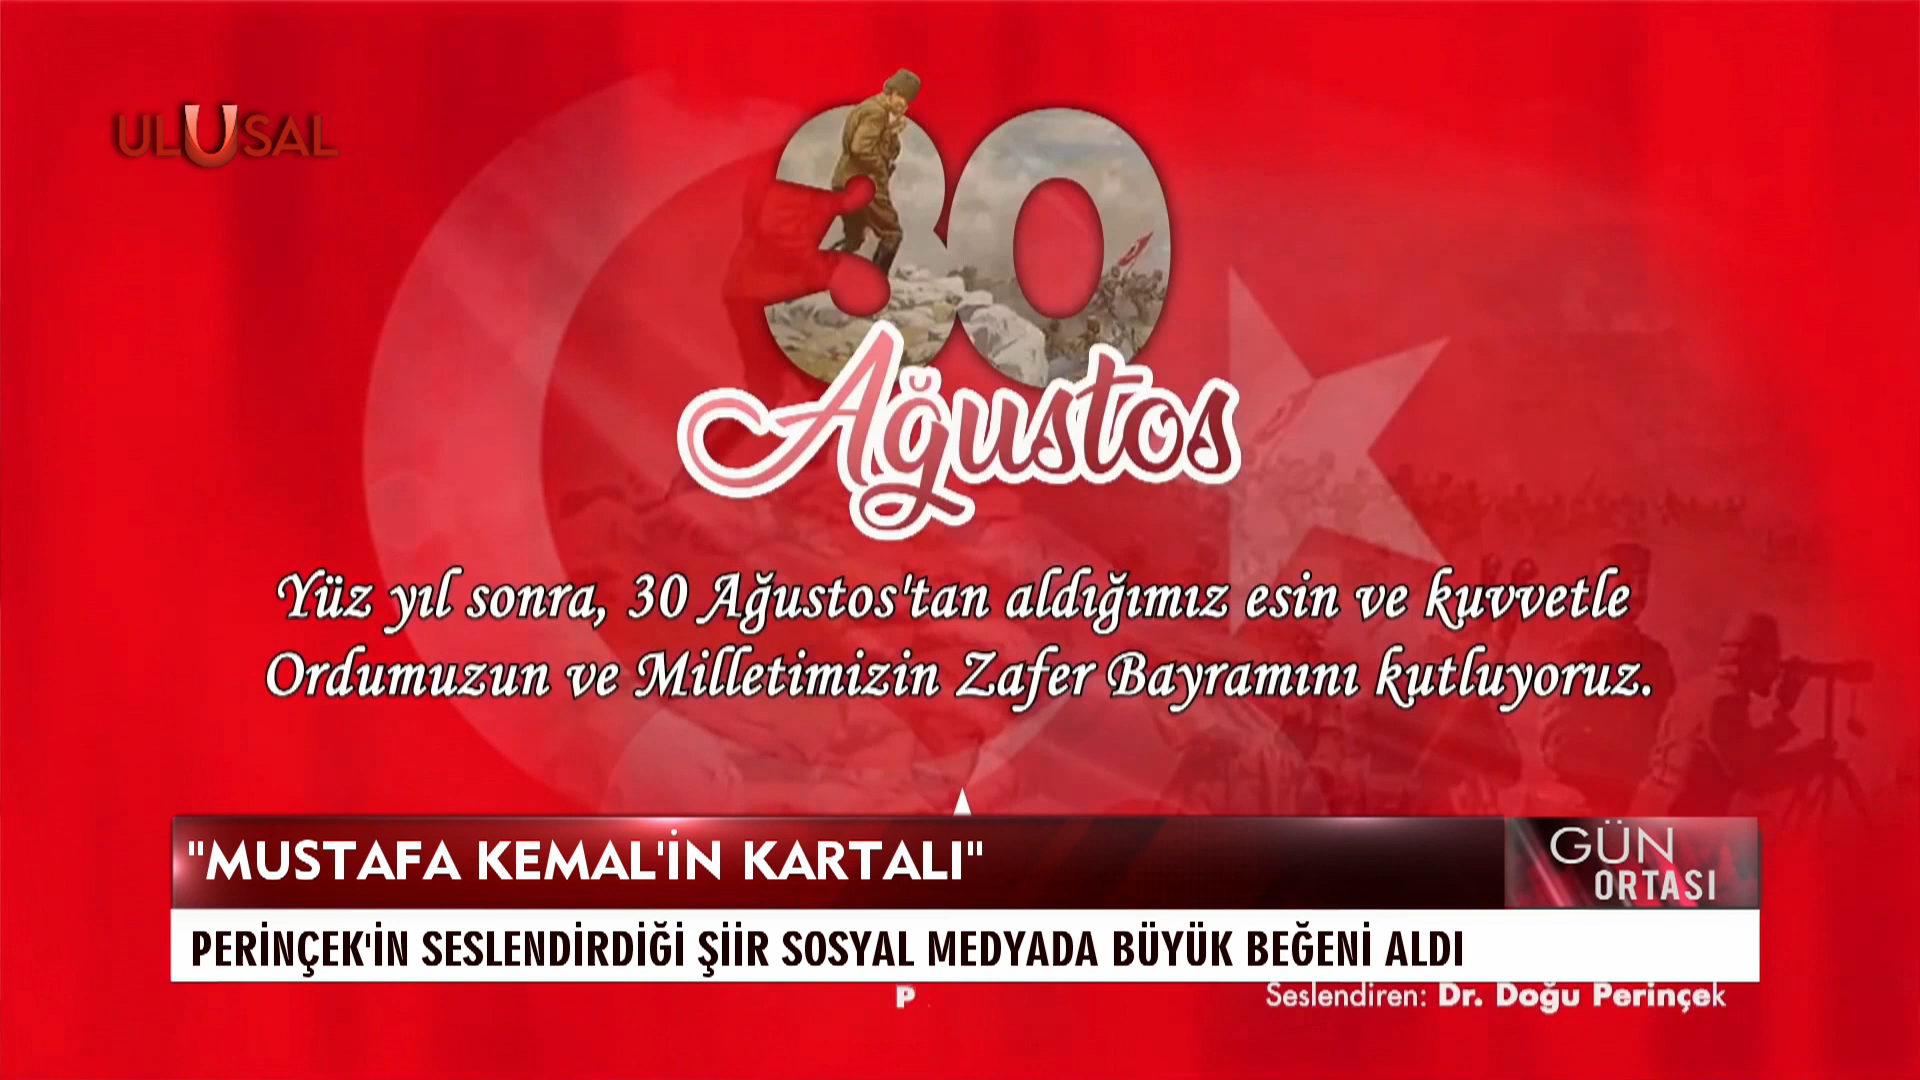 ULUSAL
30
Ağustos
Yüz yıl sonra, 30 Ağustos'tan aldığımız esin ve kuvvetle
Ordumuzun ve Milletimizin Zafer Bayramını kutluyoruz.
"MUSTAFA KEMAL'İN KARTALI"
GÜN
ORTASI
PERİNÇEK'İN SESLENDİRDİĞİ ŞİİR SOSYAL MEDYADA BÜYÜK BEĞENİ ALDI
P
Seslendiren: Dr. Doğu Perinçek